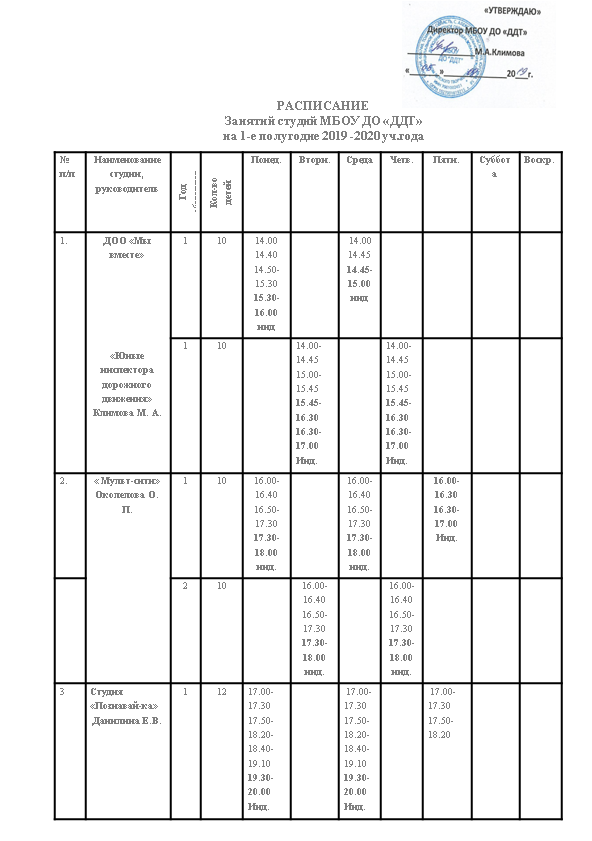 «УТВЕРЖДАЮ»
Директор МБОУ ДО «ДДТ»
М.А.Климова
« » 20 г.
РАСПИСАНИЕ
Занятий студий МБОУ ДО «ДДТ»
на 1-е полугодие 2019 -2020 уч.года
№ п/п
Наименование студии, руководитель
Год
Кол-во детей
Понед.
Вторн.
Среда
Четв.
Пятн.
Суббот
а
Воскр.
1.
ДОО «Мы
вместе»
1
10
14.00
14.40
14.50-
15.30
15.30-
16.00
инд
14.00
14.45
14.45-
15.00
инд
«Юные
инспектора
дорожного
движения»
Климова М. А.
1
10
14.00-
14.45
15.00-
15.45
15.45-
16.30
16.30-
17.00
Инд.
14.00-
14.45
15.00-
15.45
15.45-
16.30
16.30-
17.00
Инд.
2.
«Мульт-сити»
Околелова О.
П.
1
10
16.00-
16.40
16.50-
17.30
17.30-
18.00
инд.
16.00-
16.40
16.50-
17.30
17.30-
18.00
инд.
16.00-
16.30
16.30-
17.00
Инд.
2
10
16.00-
16.40
16.50-
17.30
17.30-
18.00
инд.
16.00-
16.40
16.50-
17.30
17.30-
18.00
инд.
3
Студия
«Познавай-ка»
Данилина Е.В.
1
12
17.00-
17.30
17.50-
18.20-
18.40-
19.10
19.30-
20.00
Инд.
17.00-
17.30
17.50-
18.20-
18.40-
19.10
19.30-
20.00
Инд.
17.00-
17.30
17.50-
18.20